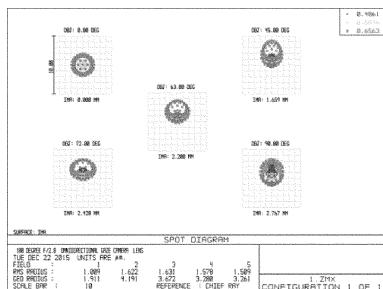 0.4861
0.6563
OBJ: 0.00 DEG
OBJ: 45.00 DEG
10.00
IMA: 0.000 MM
IMA: 1.659 MM
OBJ: 63.00 DEG
IMA: 2.200 MM
OBJ: 72.00 DEG
OBJ: 90.00 DEG
IMA: 2.428 MM
IMA: 2.767 MM
SURFACE: IMA
SPOT DIAGRAM
180 DEGREE F/2.8 OMNIDIRECTIONAL GAZE CAMERA LENS
TUE DEC 22 2015 UNITS ARE µm.
FIELD : 1 2 3 4 5
RMS RADIUS : 1.009 1.622 1.631 1.578 1.509
GEO RADIUS : 1.911 4.191 3.672 3.280 3.261
SCALE BAR : 10 REFERENCE : CHIEF RAY
1.ZMX
CONFIGURATION 1 OF 1